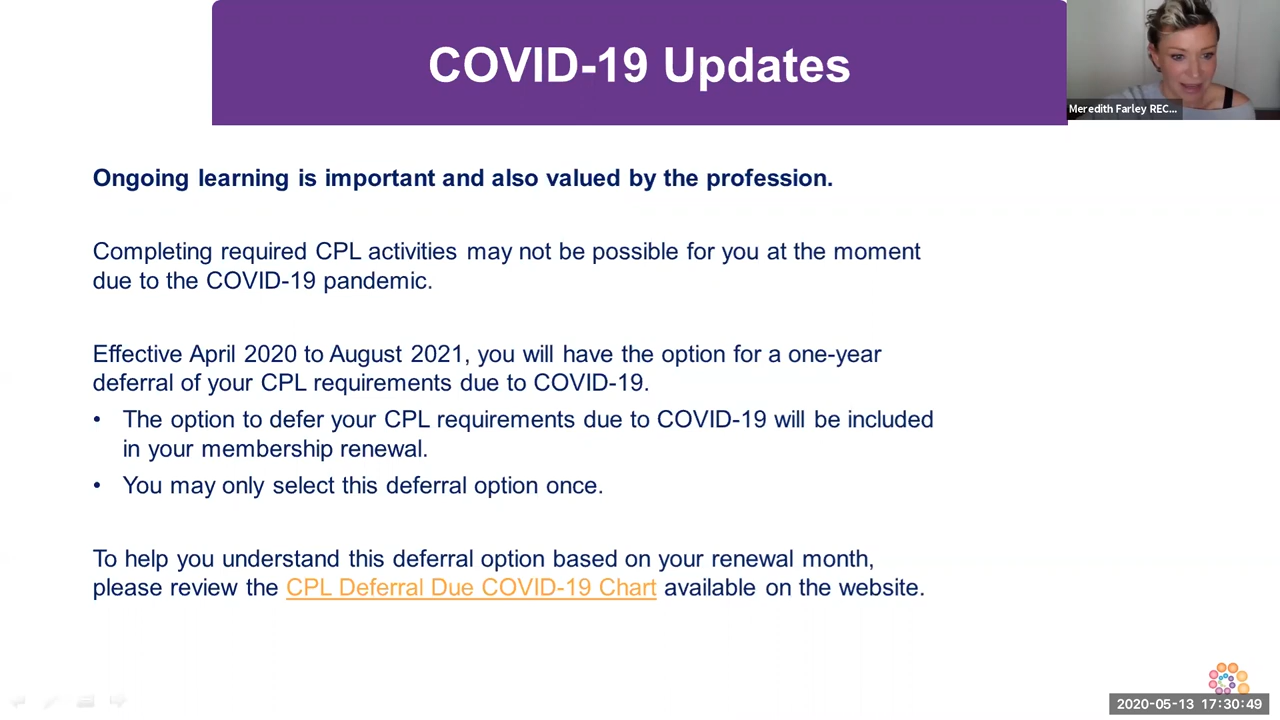 COVID-19 Updates
Meredith Farley REC...
Ongoing learning is important and also valued by the profession.
Completing required CPL activities may not be possible for you at the moment
due to the COVID-19 pandemic.
Effective April 2020 to August 2021, you will have the option for a one-year
deferral of your CPL requirements due to COVID-19.
• The option to defer your CPL requirements due to COVID-19 will be included
in your membership renewal.
• You may only select this deferral option once.
To help you understand this deferral option based on your renewal month,
please review the CPL Deferral Due COVID-19 Chart available on the website.
2020-05-13 17:30:49